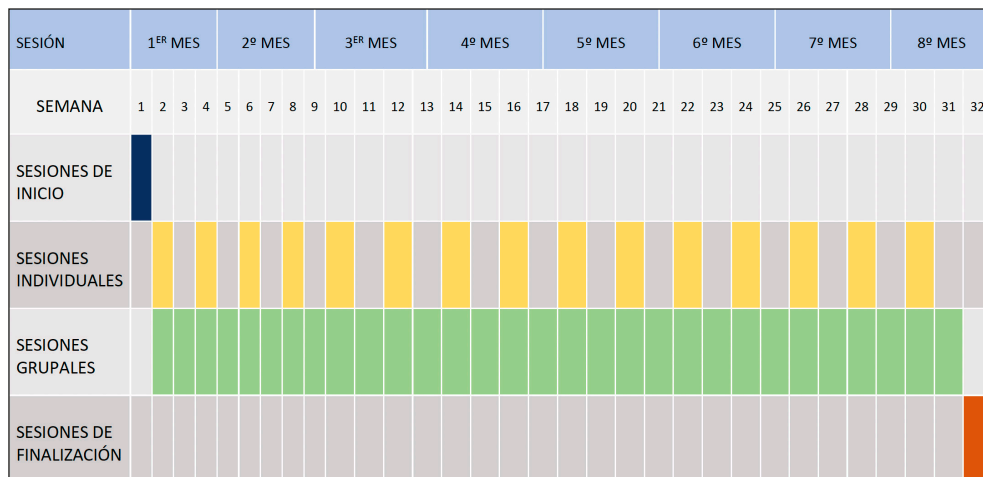 SESIÓN 1ER MES 2º MES 3ER MES 4º MES 5º MES 6º MES 7º MES 8º MES
SEMANA 1 2 3 4 5 6 7 8 9 10 11 12 13 14 15 16 17 18 19 20 21 22 23 24 25 26 27 28 29 30 31 32
SESIONES DE
INICIO
SESIONES
INDIVIDUALES
SESIONES
GRUPALES
SESIONES DE
FINALIZACIÓN